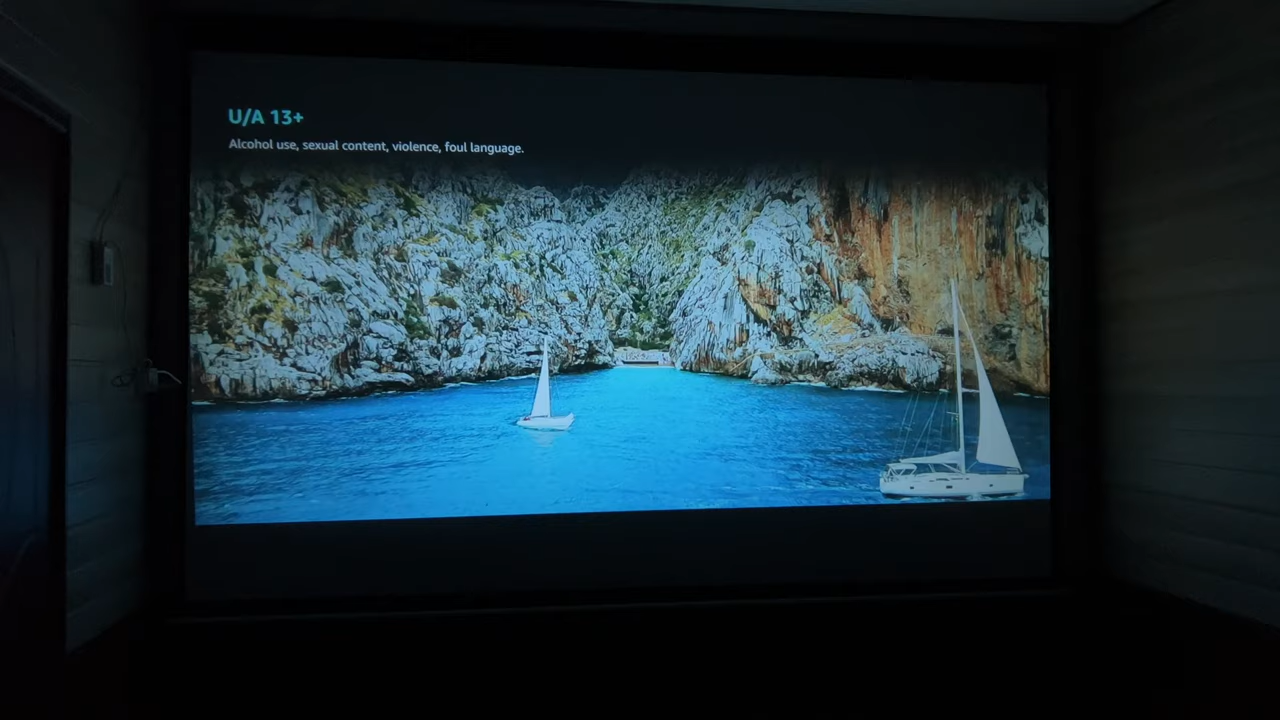 U/A 13+
Alcohol use, sexual content, violence, foul language.